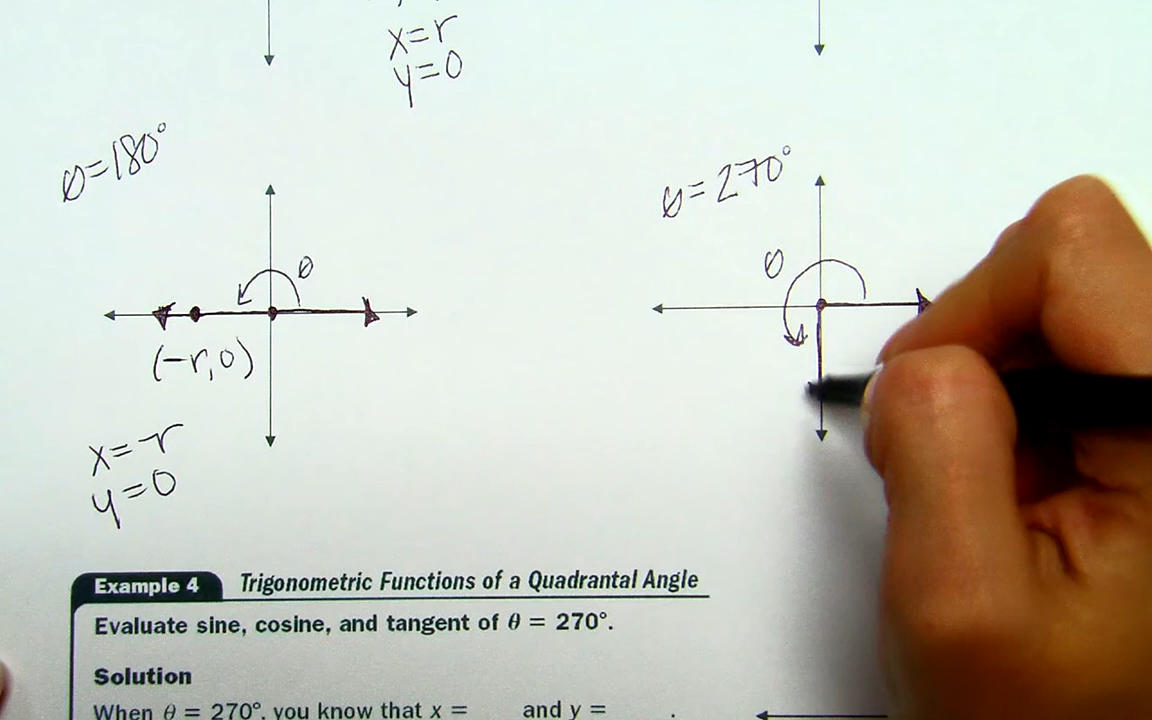 x=r
y=0
θ=180°
θ
(-r,0)
x=-r
y=0
θ=270°
θ
Example 4 Trigonometric Functions of a Quadrantal Angle
Evaluate sine, cosine, and tangent of θ = 270°.
Solution
When θ = 270°, you know that x = and y = .